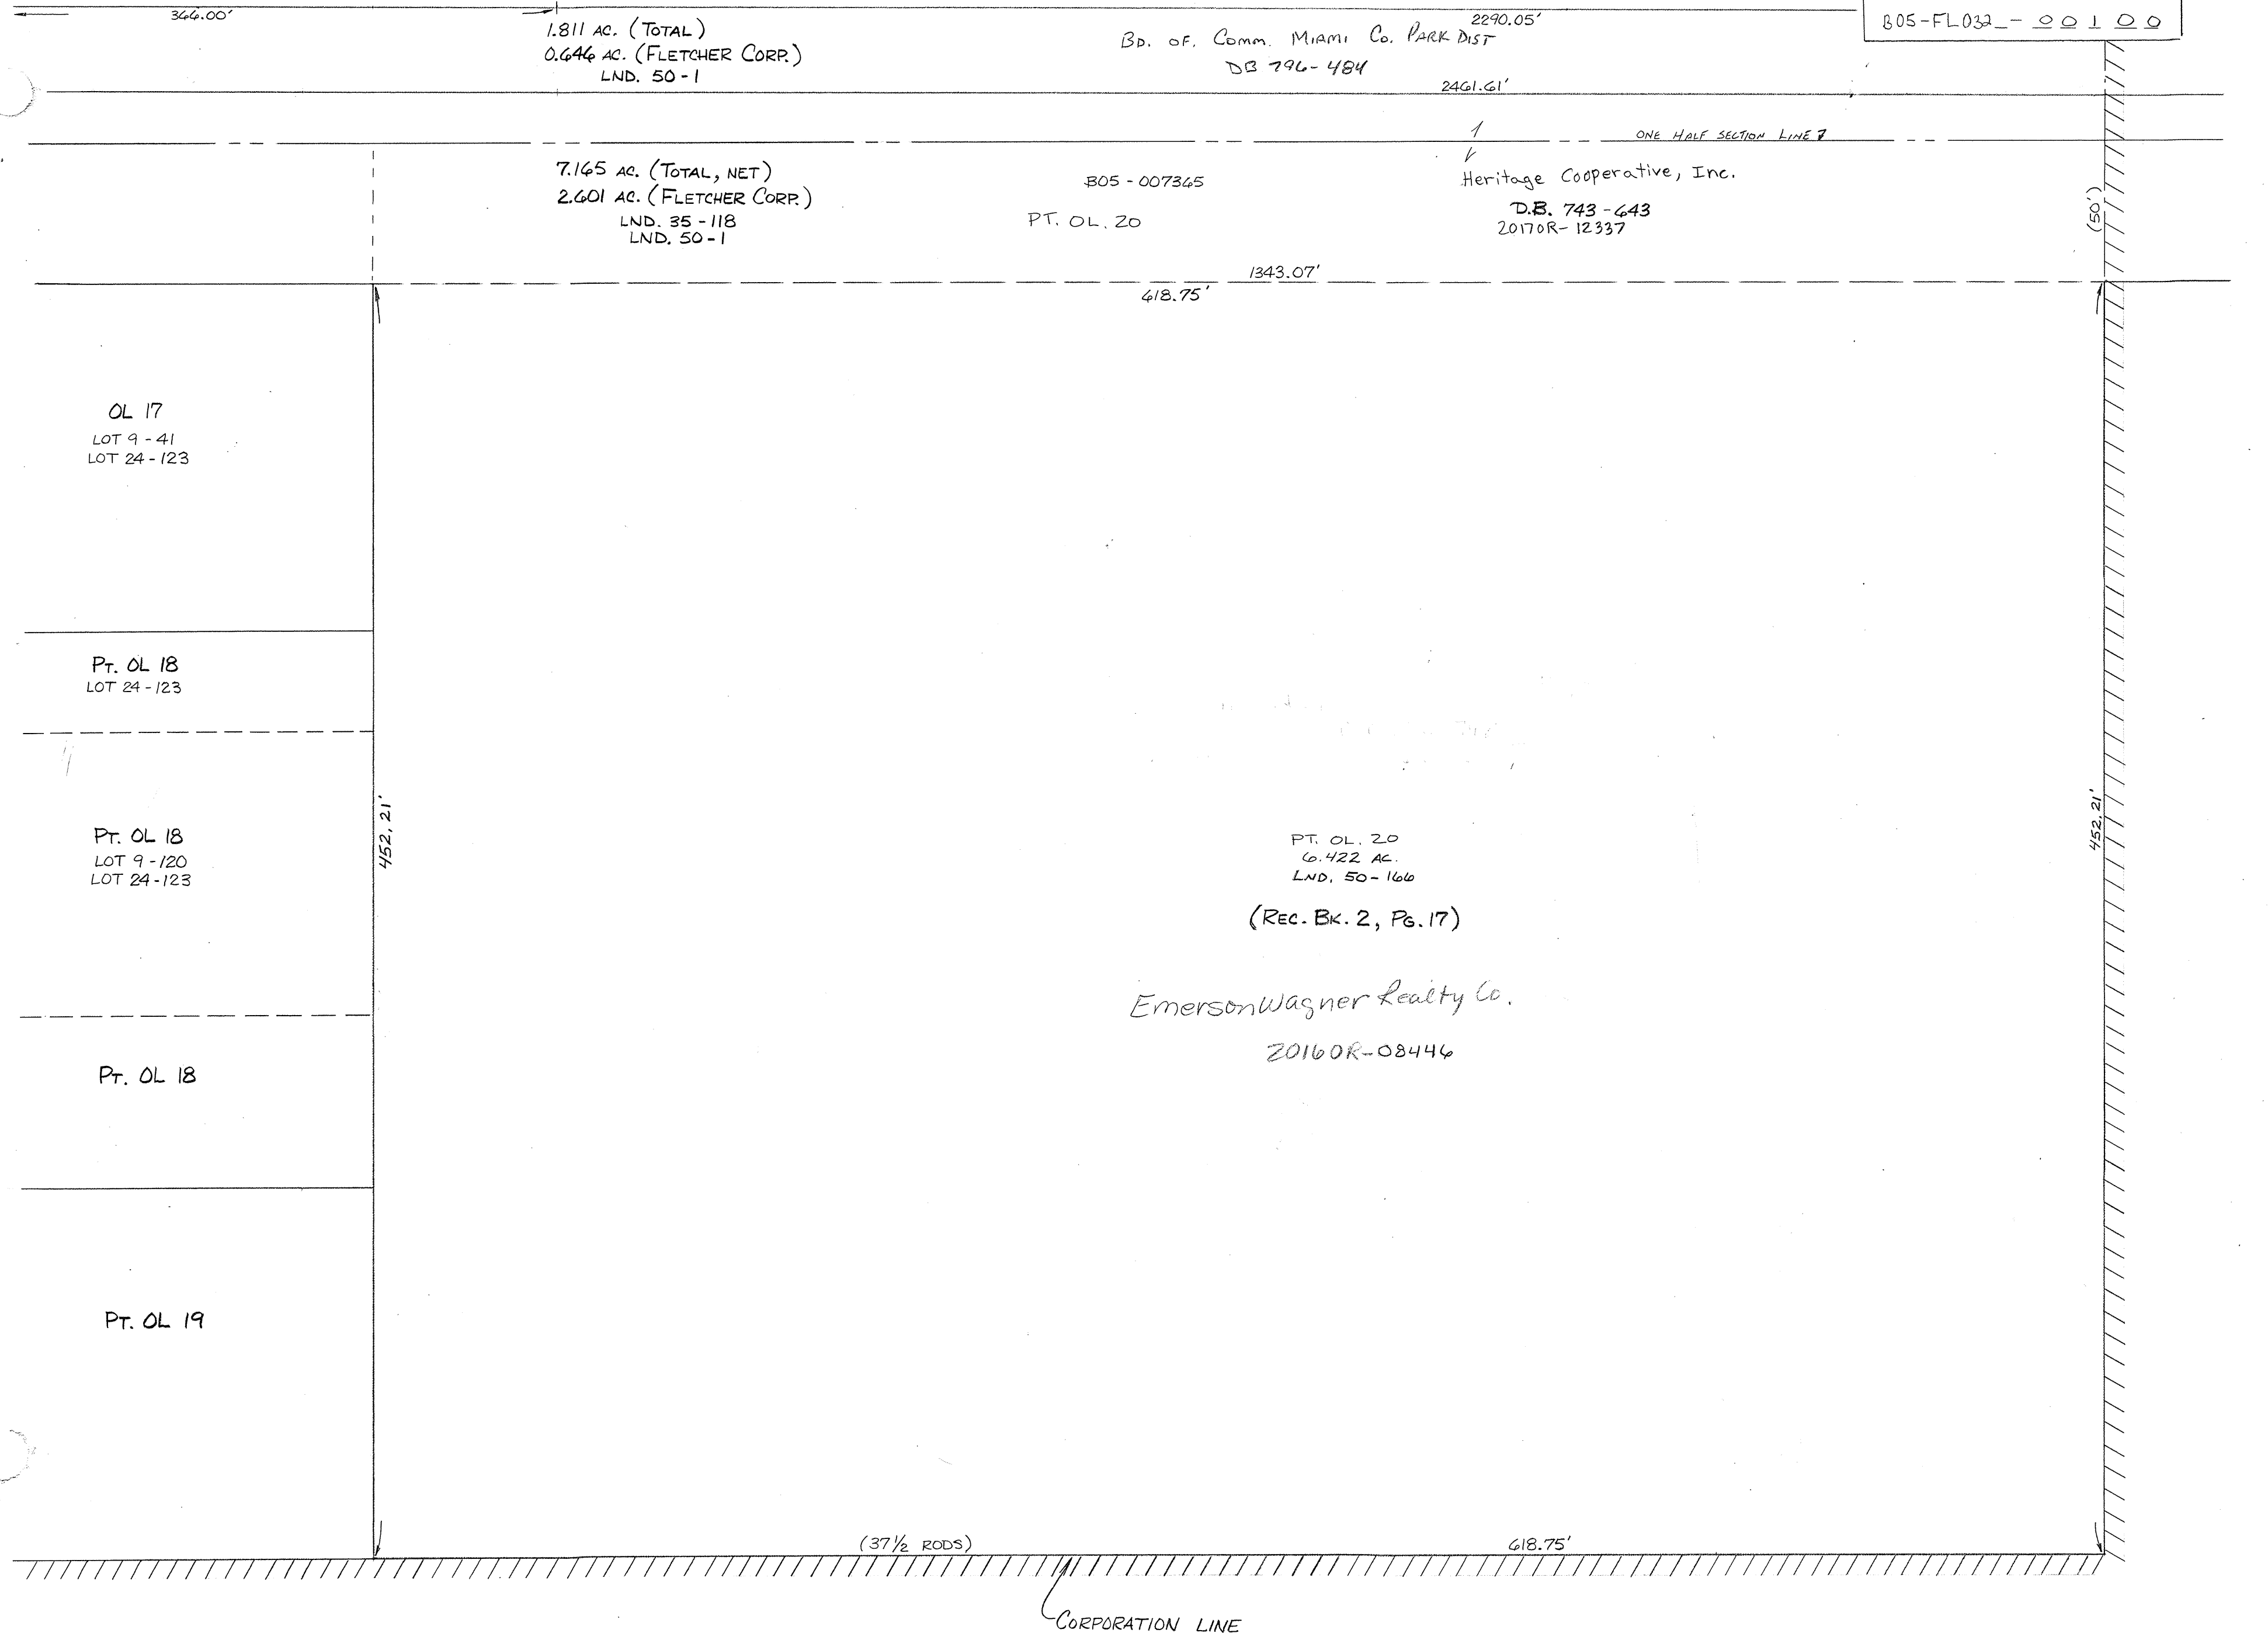 366.00'
1.811 AC. (TOTAL)
0.646 AC. (FLETCHER CORP.)
LND. 50-1
BD. OF. COMM. MIAMI CO. PARK DIST
DB 796-484
2290.05'
B05-FL032_-00100
2461.61'
ONE HALF SECTION LINE
7.165 AC. (TOTAL, NET)
2.601 AC. (FLETCHER CORP.)
LND. 35-118
LND. 50-1
B05-007365
PT. OL. 20
Heritage Cooperative, Inc.
D.B. 743-643
2017OR-12337
(50')
1343.07'
618.75'
OL 17
LOT 9-41
LOT 24-123
PT. OL 18
LOT 24-123
PT. OL 18
LOT 9-120
LOT 24-123
452.21'
PT. OL. 20
6.422 AC.
LND. 50-166
(REC. BK. 2, PG. 17)
Emerson Wagner Realty Co.
2016OR-08446
452.21'
PT. OL 18
PT. OL 19
(37 1/2 RODS)
618.75'
CORPORATION LINE